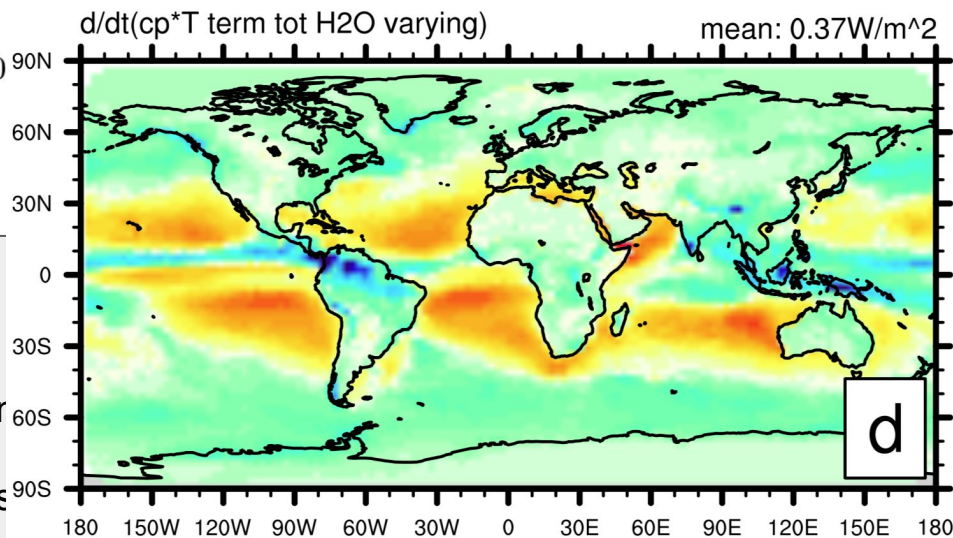 d/dt(cp*T term tot H2O varying) mean: 0.37W/m^2
90N
60N
30N
0
30S
60S
90S
d
180 150W 120W 90W 60W 30W 0 30E 60E 90E 120E 150E 180